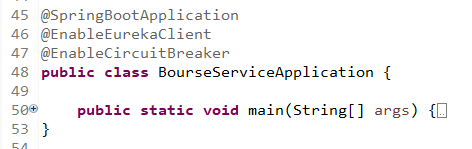 45 @SpringBootApplication
46 @EnableEurekaClient
47 @EnableCircuitBreaker
48 public class BourseServiceApplication {
49
50 public static void main(String[] args) {
53 }
54